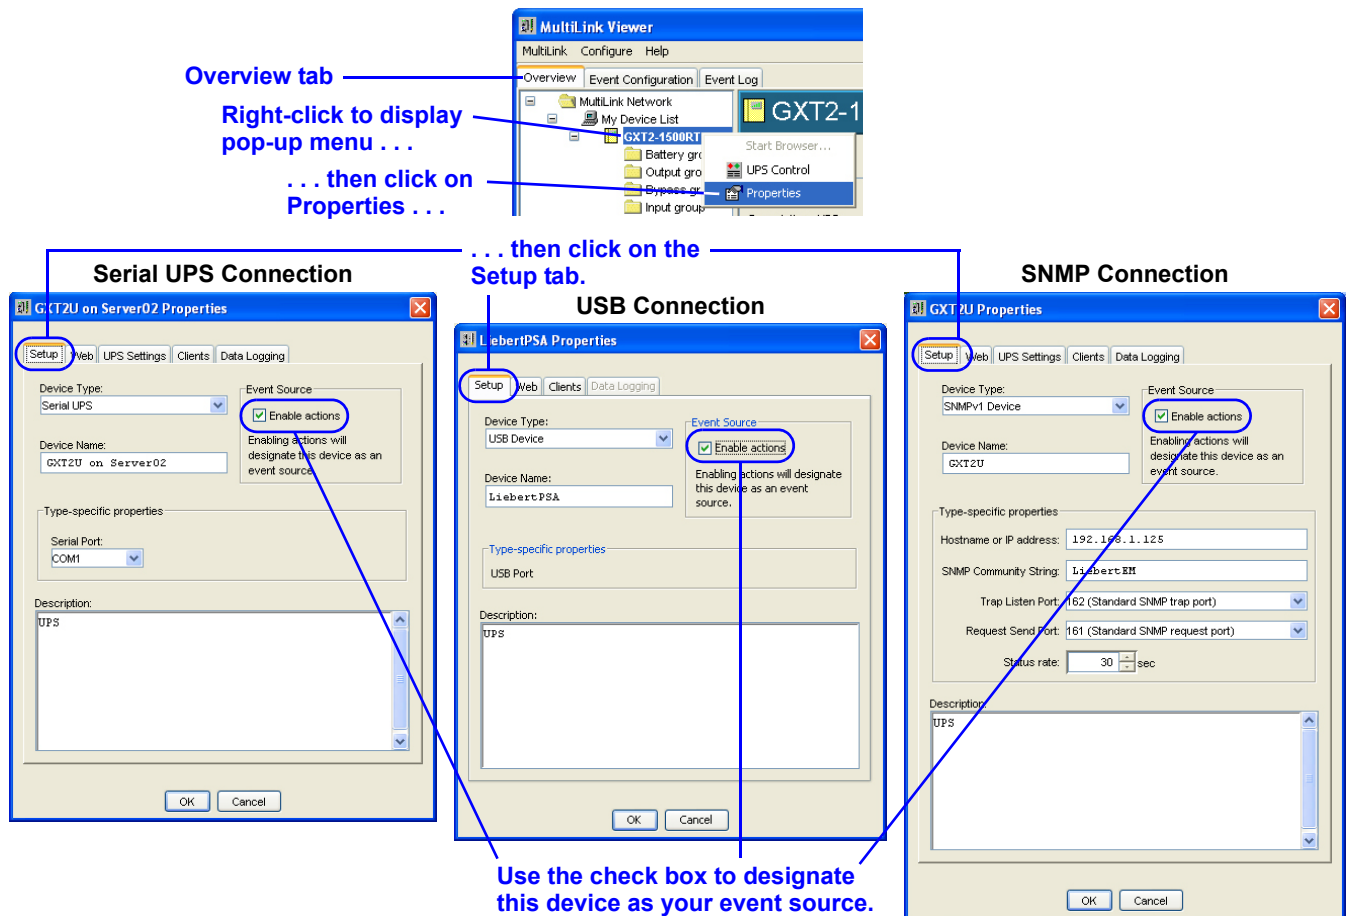 MultiLink Viewer
MultiLink Configure Help
Overview Event Configuration Event Log
Overview tab
MultiLink Network
My Device List
GXT2-1500RT
Battery gro
Output gro
Bypass gr
Input group
GXT2-1
Start Browser...
UPS Control
Properties
Right-click to display
pop-up menu . . .
. . . then click on
Properties . . .
. . . then click on the
Setup tab.
Serial UPS Connection
GXT2U on Server02 Properties
Setup Web UPS Settings Clients Data Logging
Device Type:
Serial UPS
Device Name:
GXT2U on Server02
Event Source
Enable actions
Enabling actions will
designate this device as an
event source.
Type-specific properties
Serial Port:
COM1
Description:
UPS
OK Cancel
USB Connection
LiebertPSA Properties
Setup Web Clients Data Logging
Device Type:
USB Device
Device Name:
LiebertPSA
Event Source
Enable actions
Enabling actions will designate
this device as an event
source.
Type-specific properties
USB Port
Description:
UPS
OK Cancel
SNMP Connection
GXT2U Properties
Setup Web UPS Settings Clients Data Logging
Device Type:
SNMPv1 Device
Device Name:
GXT2U
Event Source
Enable actions
Enabling actions will
designate this device as an
event source.
Type-specific properties
Hostname or IP address: 192.168.1.125
SNMP Community String: LiebertEM
Trap Listen Port: 162 (Standard SNMP trap port)
Request Send Port: 161 (Standard SNMP request port)
Status rate: 30 sec
Description:
UPS
OK Cancel
Use the check box to designate
this device as your event source.